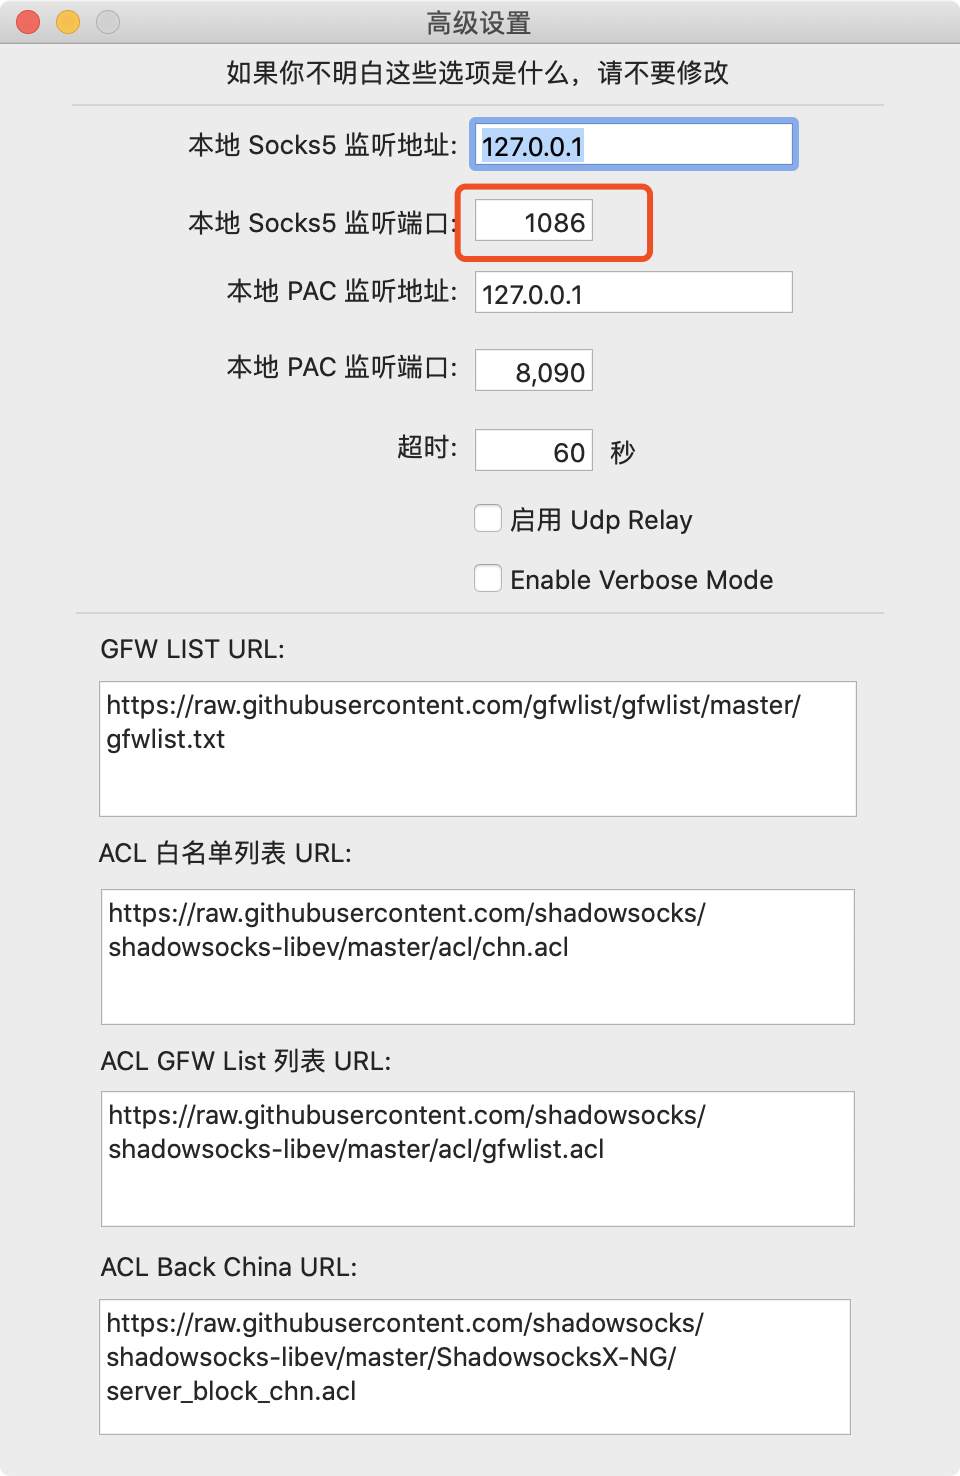 高级设置
如果你不明白这些选项是什么，请不要修改
本地 Socks5 监听地址: 127.0.0.1
本地 Socks5 监听端口: 1086
本地 PAC 监听地址: 127.0.0.1
本地 PAC 监听端口: 8,090
超时: 60 秒
启用 Udp Relay
Enable Verbose Mode
GFW LIST URL:
https://raw.githubusercontent.com/gfwlist/gfwlist/master/
gfwlist.txt
ACL 白名单列表 URL:
https://raw.githubusercontent.com/shadowsocks/
shadowsocks-libev/master/acl/chn.acl
ACL GFW List 列表 URL:
https://raw.githubusercontent.com/shadowsocks/
shadowsocks-libev/master/acl/gfwlist.acl
ACL Back China URL:
https://raw.githubusercontent.com/shadowsocks/
shadowsocks-libev/master/ShadowsocksX-NG/
server_block_chn.acl